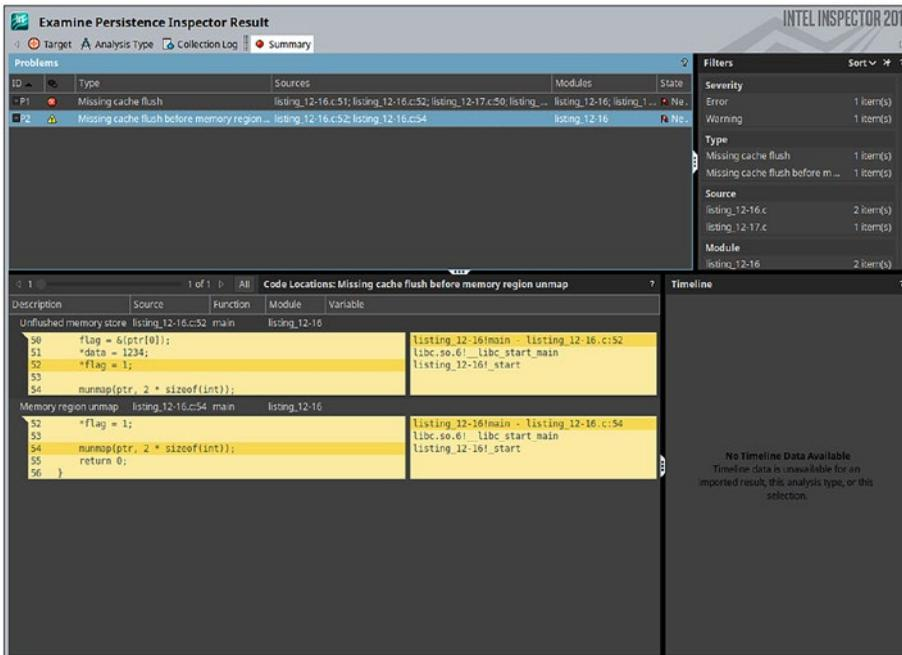 INTEL INSPECTOR 201
Examine Persistence Inspector Result
Target Analysis Type Collection Log Summary
Problems ?
ID Type Sources Modules State
P1 Missing cache flush listing_12-16.c:51; listing_12-16.c:52; listing_12-17.c:50; listing_... listing_12-16; listing_1... Ne.
P2 Missing cache flush before memory region... listing_12-16.c:52; listing_12-16.c:54 listing_12-16 Ne.
Filters Sort
Severity
Error 1 item(s)
Warning 1 item(s)
Type
Missing cache flush 1 item(s)
Missing cache flush before m ... 1 item(s)
Source
listing_12-16.c 2 item(s)
listing_12-17.c 1 item(s)
Module
listing_12-16 2 item(s)
1 1 of 1 All Code Locations: Missing cache flush before memory region unmap ?
Description Source Function Module Variable
Unflushed memory store listing_12-16.c:52 main listing_12-16
50 flag = &(ptr[0]); listing_12-16!main - listing_12-16.c:52
51 *data = 1234; libc.so.6!__libc_start_main
52 *flag = 1; listing_12-16!_start
53
54 munmap(ptr, 2 * sizeof(int));
Memory region unmap listing_12-16.c:54 main listing_12-16
52 *flag = 1; listing_12-16!main - listing_12-16.c:54
53 libc.so.6!__libc_start_main
54 munmap(ptr, 2 * sizeof(int)); listing_12-16!_start
55 return 0;
56 }
Timeline
No Timeline Data Available
Timeline data is unavailable for an
imported result, this analysis type, or this
selection.